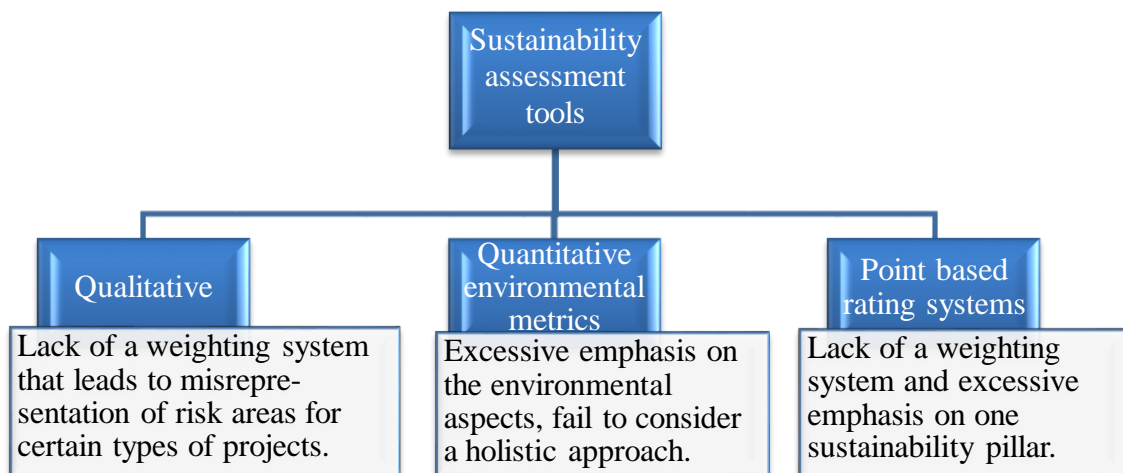 Sustainability
assessment
tools
Qualitative
Lack of a weighting system
that leads to misrepre-
sentation of risk areas for
certain types of projects.
Quantitative
environmental
metrics
Excessive emphasis on
the environmental
aspects, fail to consider
a holistic approach.
Point based
rating systems
Lack of a weighting
system and excessive
emphasis on one
sustainability pillar.